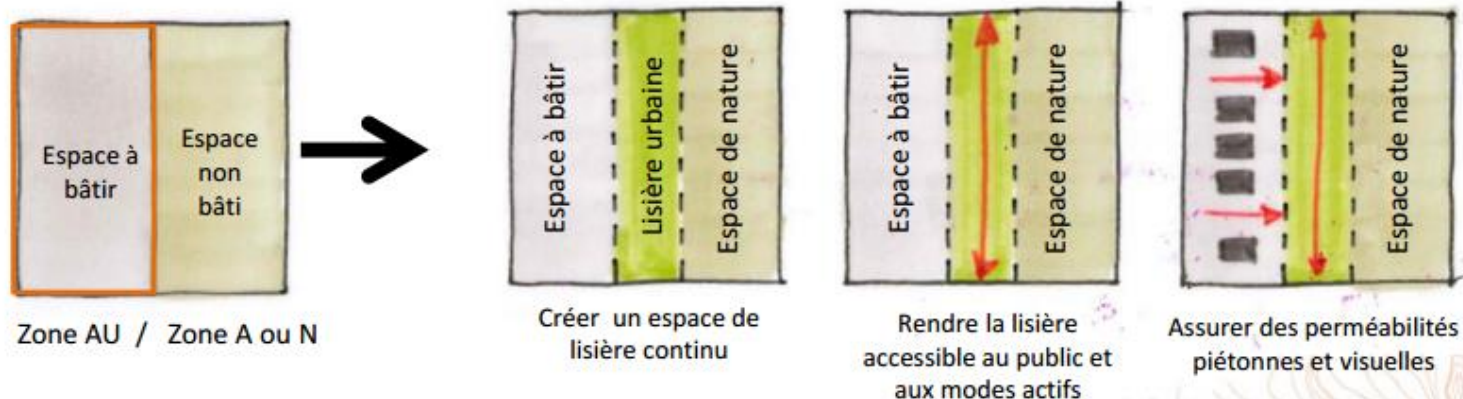 Espace à
bâtir
Espace
non
bâti
Zone AU / Zone A ou N
Espace à bâtir
Lisière urbaine
Espace de nature
Créer un espace de
lisière continu
Espace à bâtir
Espace de nature
Rendre la lisière
accessible au public et
aux modes actifs
Espace de nature
Assurer des perméabilités
piétonnes et visuelles